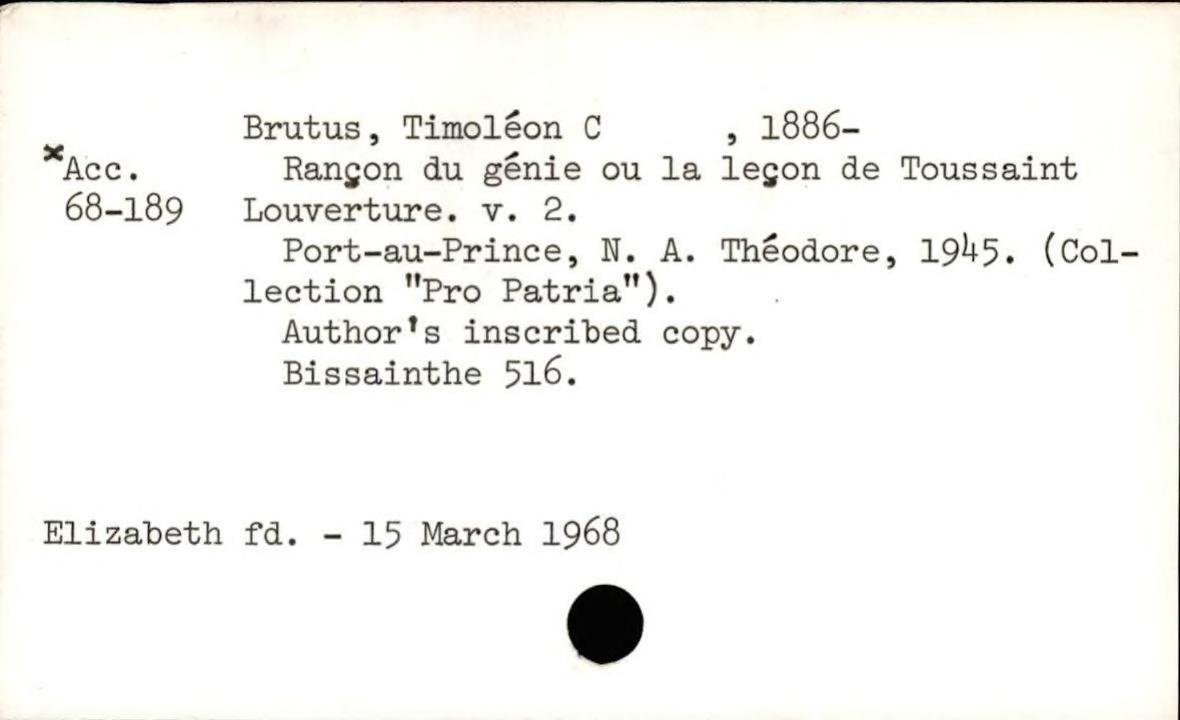 Brutus, Timoléon C      , 1886-
*Acc.    Rançon du génie ou la leçon de Toussaint
68-189   Louverture. v. 2.
Port-au-Prince, N. A. Théodore, 1945. (Col-
lection "Pro Patria").
Author's inscribed copy.
Bissainthe 516.
Elizabeth fd. - 15 March 1968